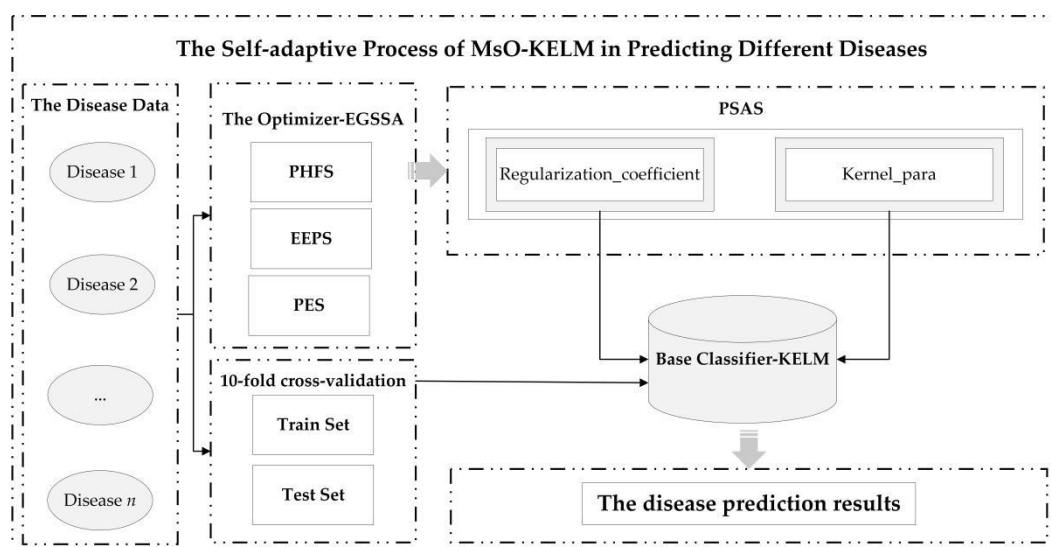 The Self-adaptive Process of MsO-KELM in Predicting Different Diseases
The Disease Data
Disease 1
Disease 2
...
Disease n
The Optimizer-EGSSA
PHFS
EEPS
PES
10-fold cross-validation
Train Set
Test Set
PSAS
Regularization_coefficient
Kernel_para
Base Classifier-KELM
The disease prediction results